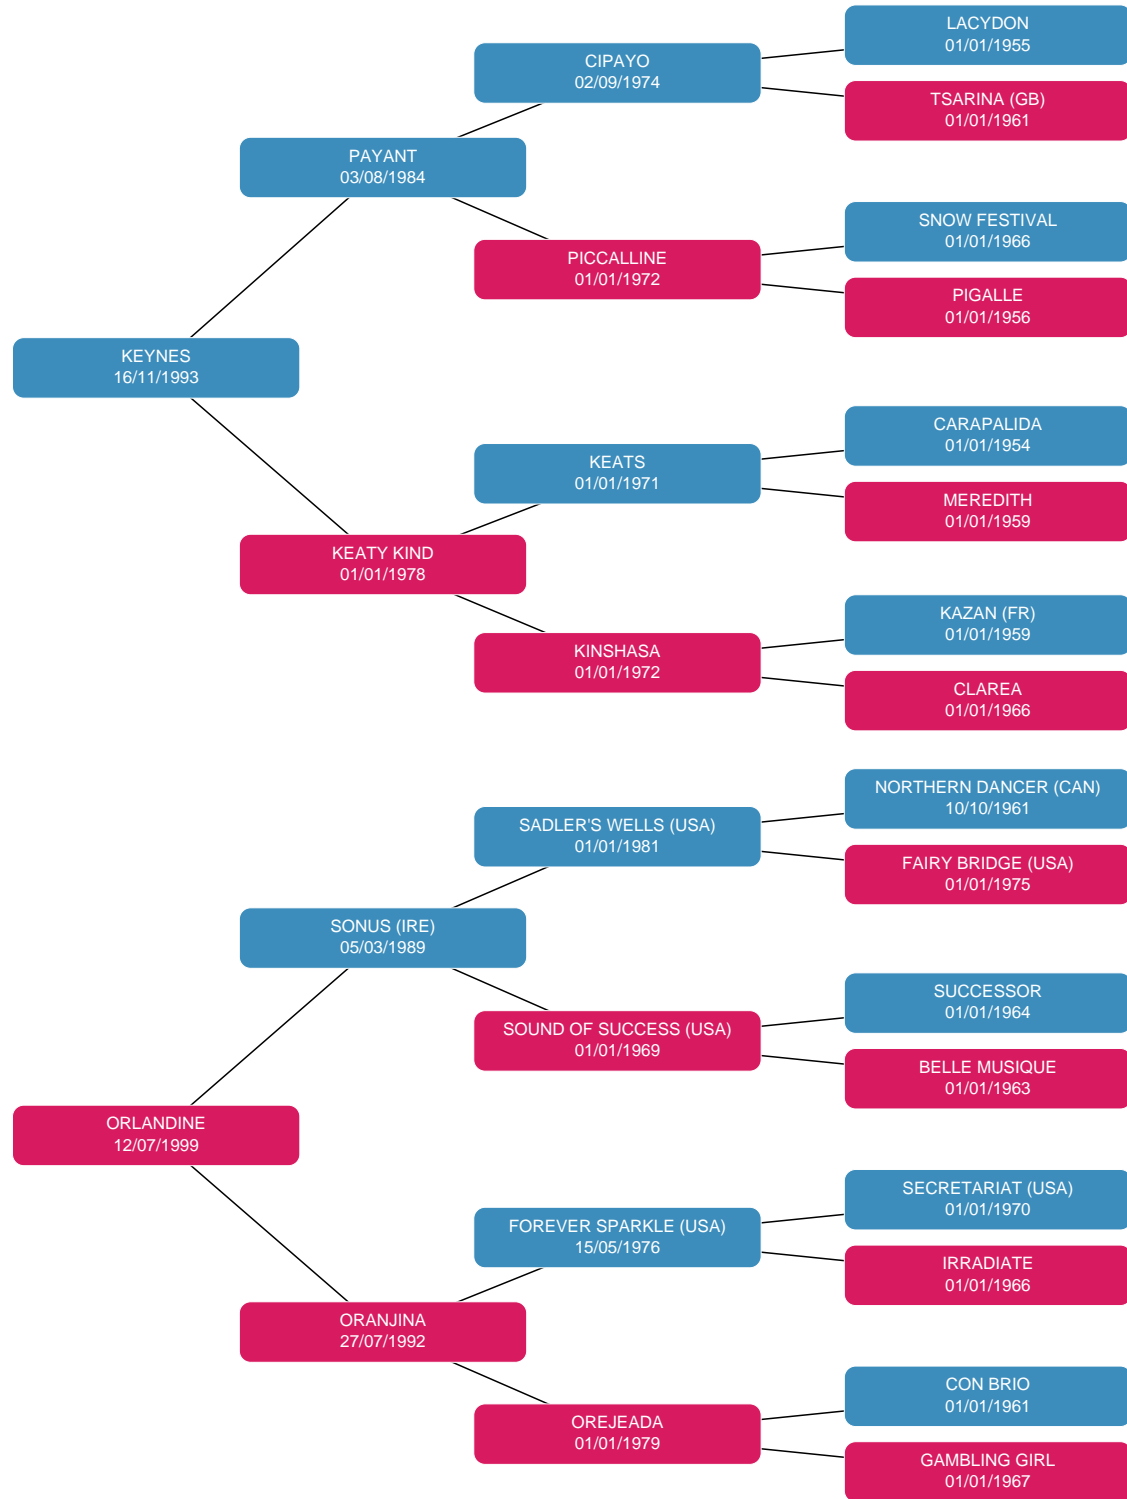 LACYDON
01/01/1955
CIPAYO
02/09/1974
TSARINA (GB)
01/01/1961
PAYANT
03/08/1984
SNOW FESTIVAL
01/01/1966
PICCALLINE
01/01/1972
PIGALLE
01/01/1956
KEYNES
16/11/1993
CARAPALIDA
01/01/1954
KEATS
01/01/1971
MEREDITH
01/01/1959
KEATY KIND
01/01/1978
KAZAN (FR)
01/01/1959
KINSHASA
01/01/1972
CLAREA
01/01/1966
NORTHERN DANCER (CAN)
10/10/1961
SADLER'S WELLS (USA)
01/01/1981
FAIRY BRIDGE (USA)
01/01/1975
SONUS (IRE)
05/03/1989
SUCCESSOR
01/01/1964
SOUND OF SUCCESS (USA)
01/01/1969
BELLE MUSIQUE
01/01/1963
ORLANDINE
12/07/1999
SECRETARIAT (USA)
01/01/1970
FOREVER SPARKLE (USA)
15/05/1976
IRRADIATE
01/01/1966
ORANJINA
27/07/1992
CON BRIO
01/01/1961
OREJEADA
01/01/1979
GAMBLING GIRL
01/01/1967